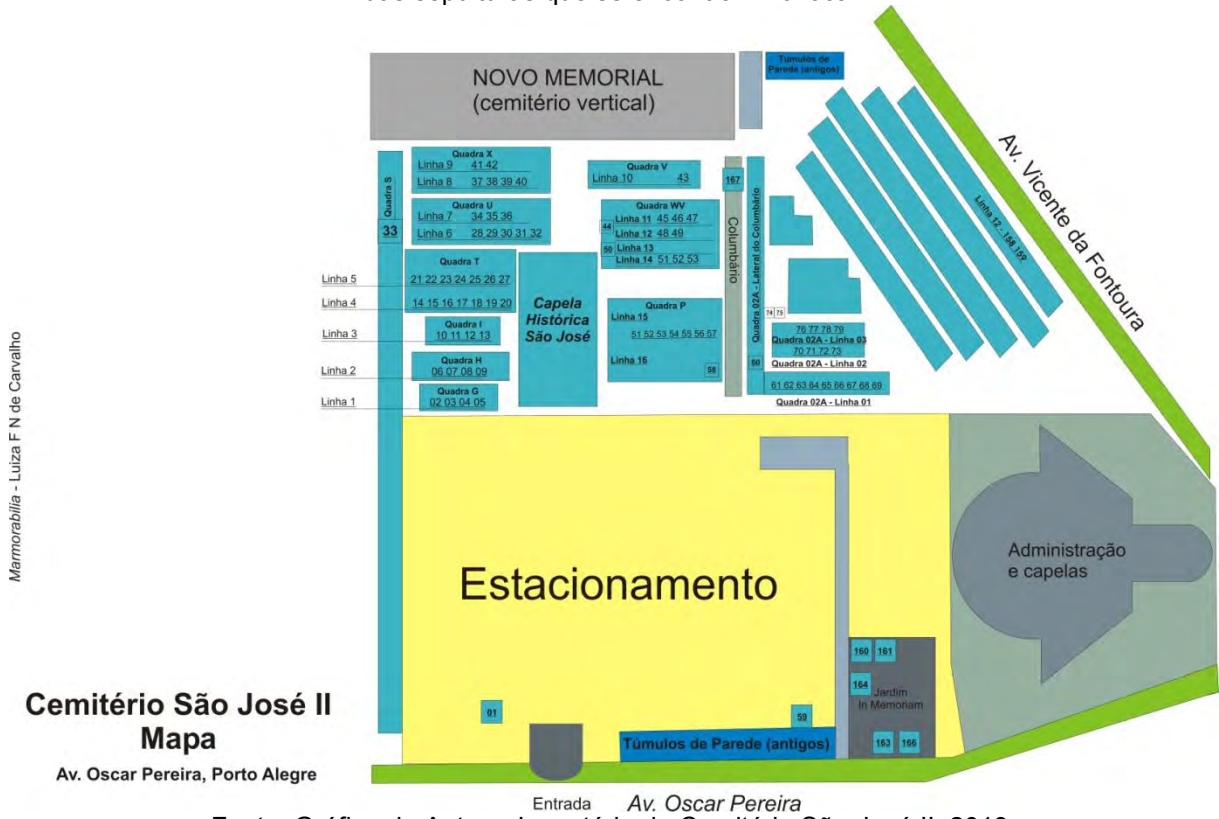 NOVO MEMORIAL
(cemitério vertical)
Túmulos de
Parede (antigos)
Av. Vicente da Fontoura
Quadra S
33
Quadra X
Linha 9 41 42
Linha 8 37 38 39 40
Quadra U
Linha 7 34 35 36
Linha 6 28 29 30 31 32
Quadra T
Linha 5
21 22 23 24 25 26 27
Linha 4
14 15 16 17 18 19 20
Quadra I
Linha 3
10 11 12 13
Quadra H
Linha 2
06 07 08 09
Quadra G
Linha 1
02 03 04 05
Capela
Histórica
São José
Quadra V
Linha 10 43
Quadra WV
Linha 11 45 46 47
44
Linha 12 48 49
50 Linha 13
Linha 14 51 52 53
Quadra P
Linha 15
51 52 53 54 55 56 57
Linha 16
58
167
Columbário
Quadra 02A - Lateral do Columbário
60
74 75
76 77 78 79
Quadra 02A - Linha 03
70 71 72 73
Quadra 02A - Linha 02
61 62 63 64 65 66 67 68 69
Quadra 02A - Linha 01
Linha 12 - 158 159
Marmorabilia - Luiza F N de Carvalho
Estacionamento
Administração
e capelas
160 161
164
Jardim
In Memoriam
163 166
01
59
Túmulos de Parede (antigos)
Cemitério São José II
Mapa
Av. Oscar Pereira, Porto Alegre
Entrada Av. Oscar Pereira